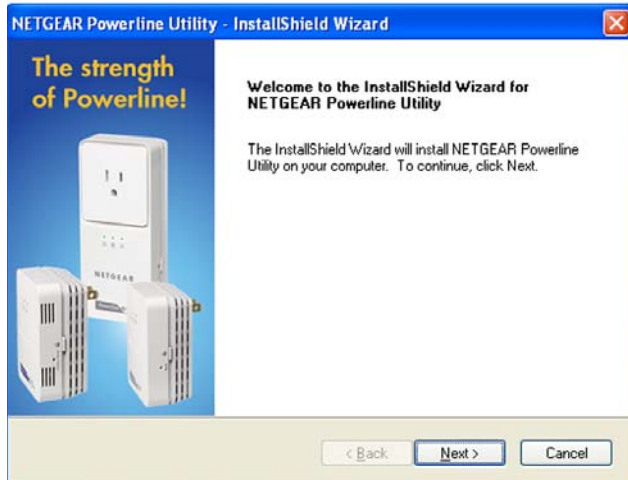 NETGEAR Powerline Utility - InstallShield Wizard
The strength
of Powerline!
Welcome to the InstallShield Wizard for
NETGEAR Powerline Utility
The InstallShield Wizard will install NETGEAR Powerline
Utility on your computer. To continue, click Next.
NETGEAR
< Back
Next >
Cancel